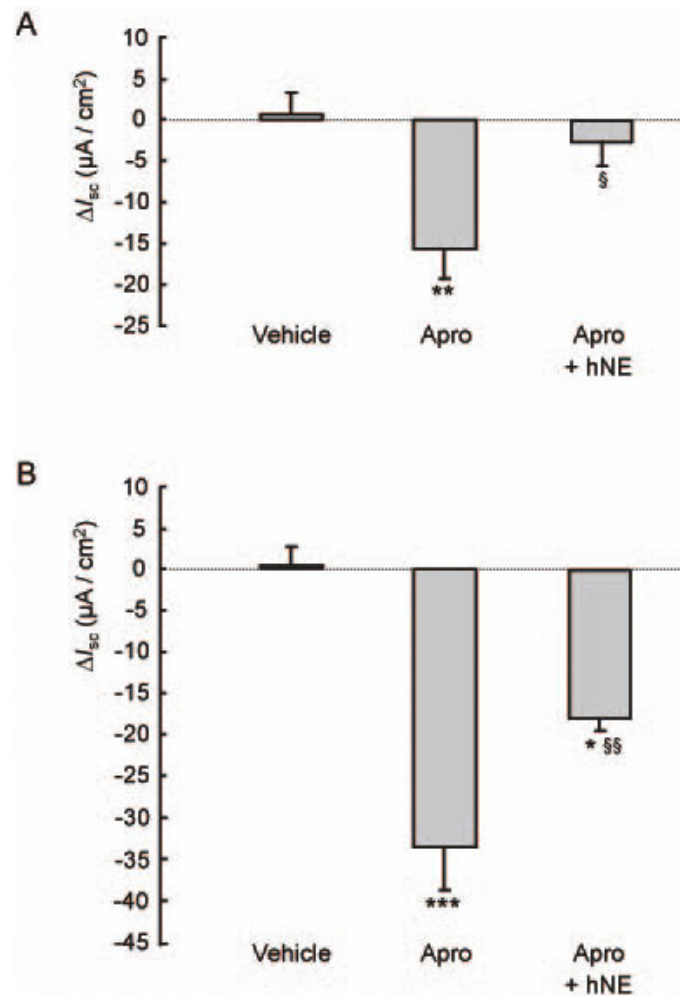 A
10
5
0
-5
-10
-15
-20
-25
ΔIsc (µA / cm²)
**
§
Vehicle
Apro
Apro
+ hNE
B
10
5
0
-5
-10
-15
-20
-25
-30
-35
-40
-45
ΔIsc (µA / cm²)
* §§
***
Vehicle
Apro
Apro
+ hNE